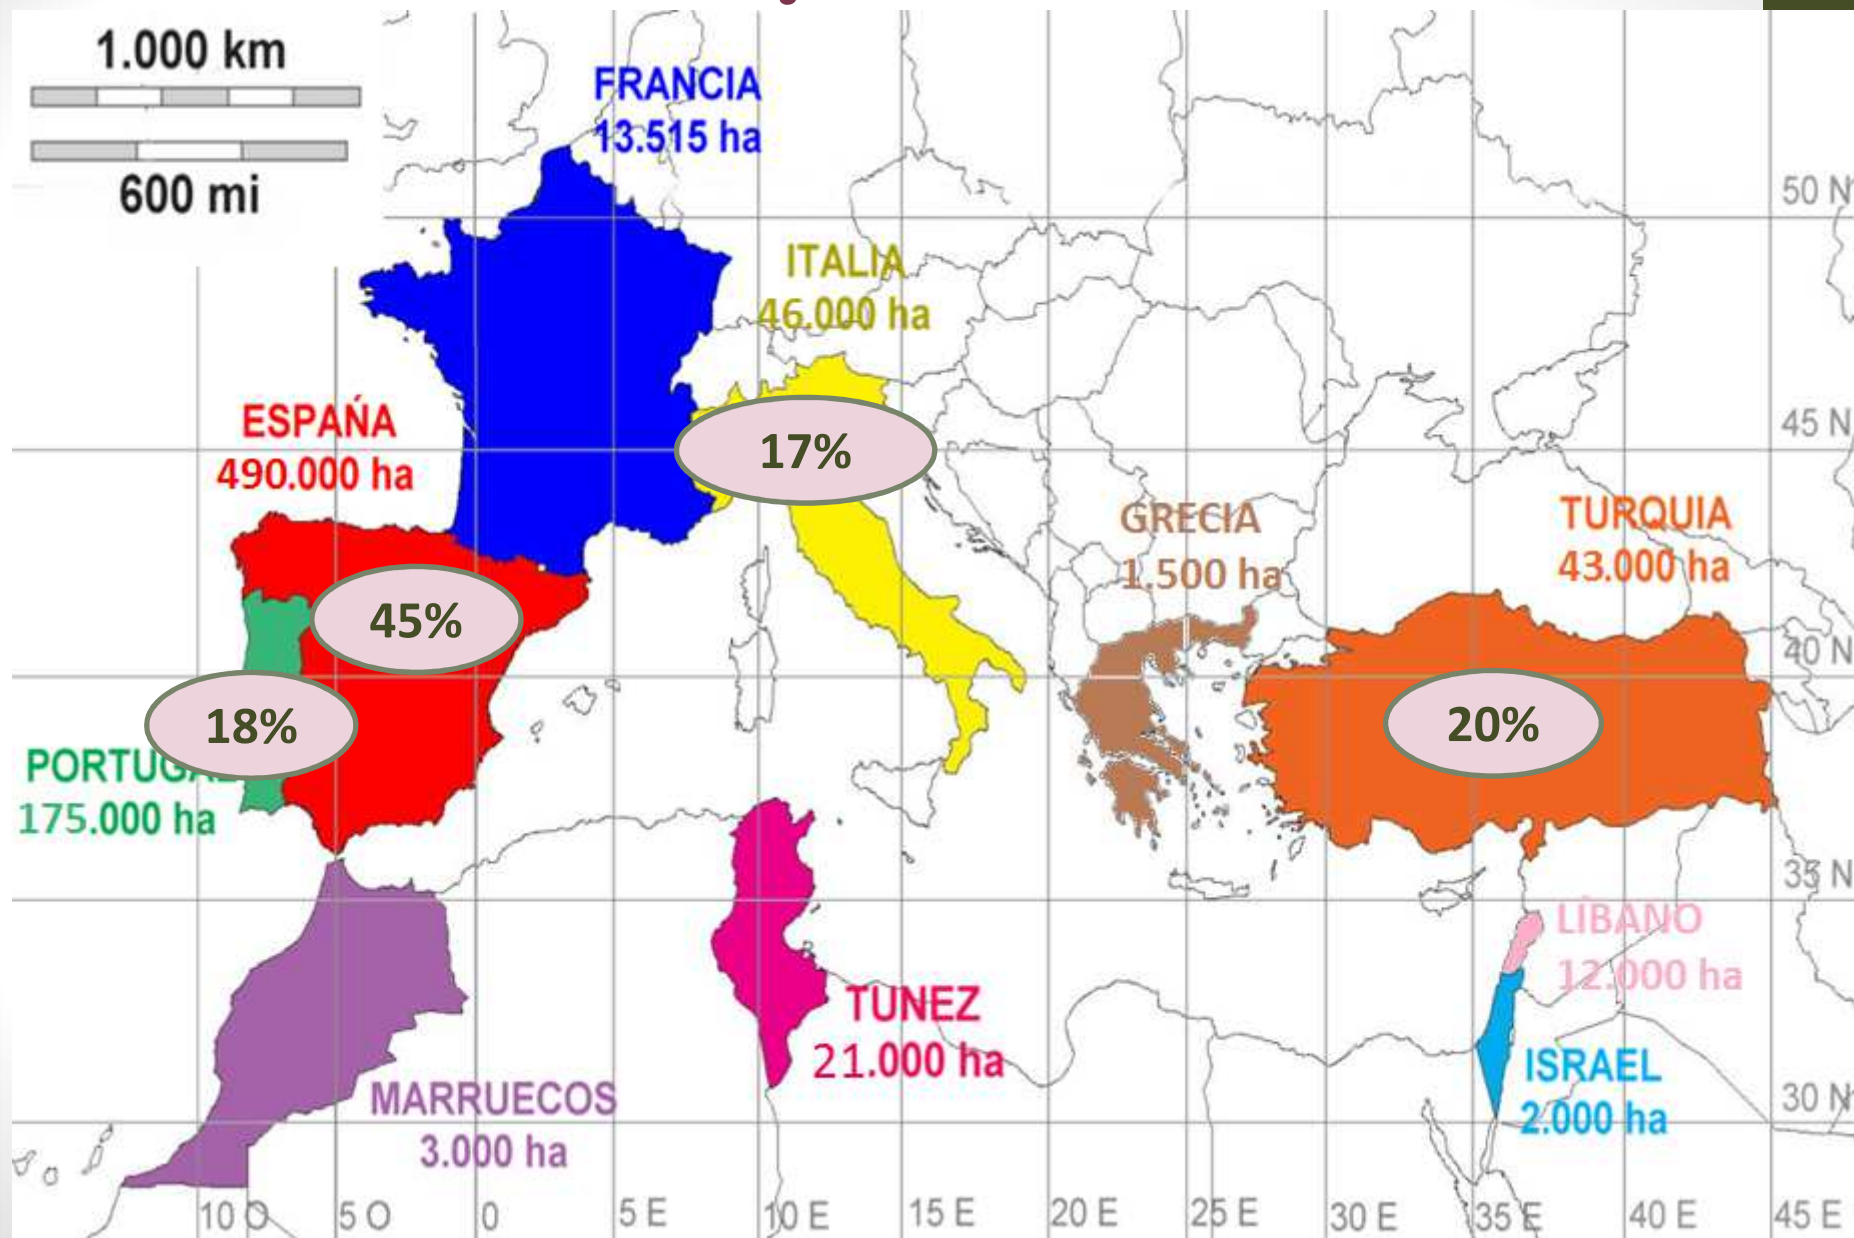 1.000 km
600 mi
FRANCIA
13.515 ha
50 N
ITALIA
46.000 ha
ESPAŃA
490.000 ha
45 N
17%
GRECIA
1.500 ha
TURQUIA
43.000 ha
45%
40 N
18%
20%
PORTUGAL
175.000 ha
35 N
LÍBANO
12.000 ha
TUNEZ
21.000 ha
ISRAEL
2.000 ha
MARRUECOS
3.000 ha
30 N
10 O
5 O
0
5 E
10 E
15 E
20 E
25 E
30 E
35 E
40 E
45 E